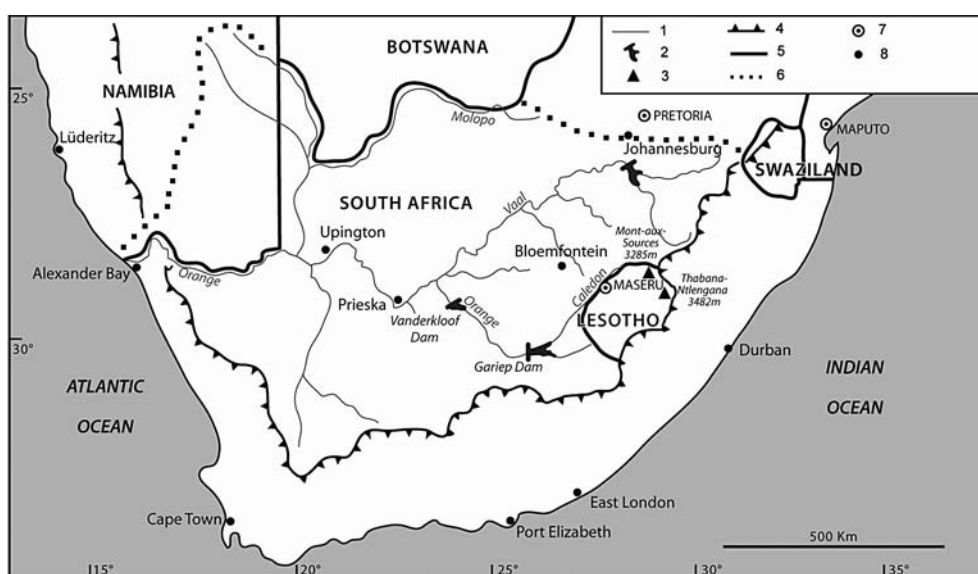 1
2
3
4
5
6
7
8
BOTSWANA
NAMIBIA
25°
Molopo
PRETORIA
MAPUTO
Lüderitz
Johannesburg
SWAZILAND
SOUTH AFRICA
Vaal
Upington
Bloemfontein
Mont-aux-
Sources
3285m
Alexander Bay
Orange
Caledon
MASERU
Thabana-
Ntlengana
3482m
Prieska
Vanderkloof
Dam
Orange
LESOTHO
30°
Gariep Dam
Durban
ATLANTIC
OCEAN
INDIAN
OCEAN
East London
Cape Town
Port Elizabeth
500 Km
15°
20°
25°
30°
35°